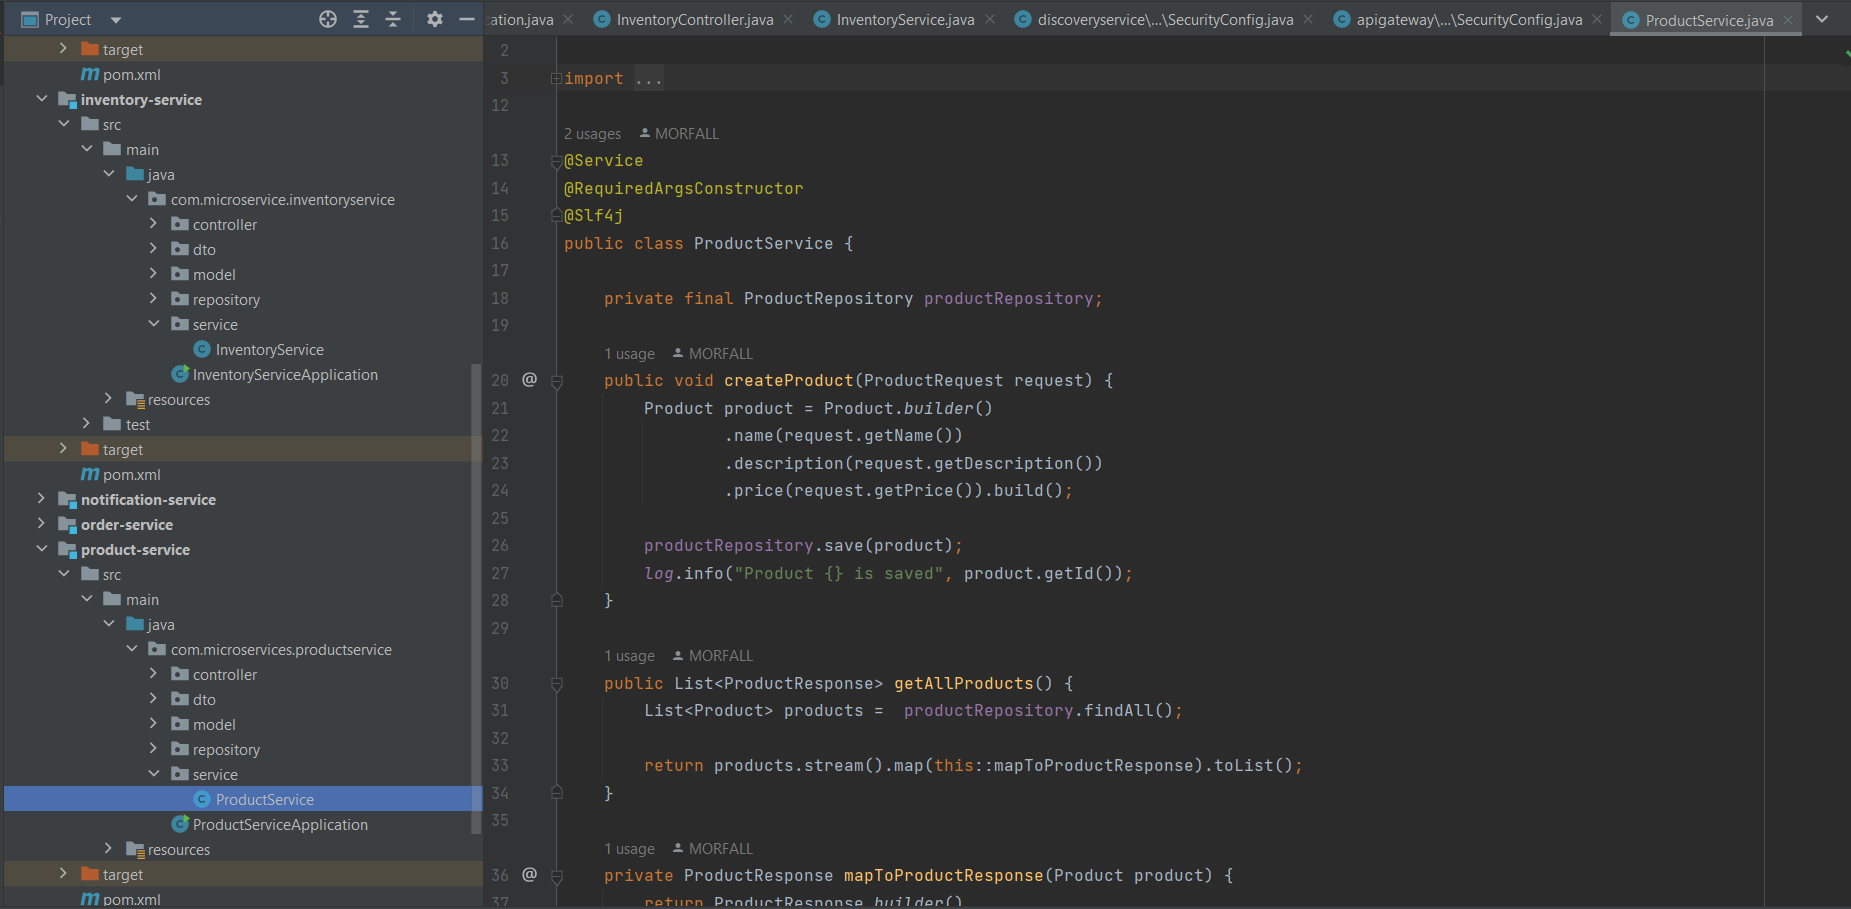 Project
cation.java
InventoryController.java
InventoryService.java
discoveryservice\...\SecurityConfig.java
apigateway\...\SecurityConfig.java
ProductService.java
target
pom.xml
inventory-service
src
main
java
com.microservice.inventoryservice
controller
dto
model
repository
service
InventoryService
InventoryServiceApplication
resources
test
target
pom.xml
notification-service
order-service
product-service
src
main
java
com.microservices.productservice
controller
dto
model
repository
service
ProductService
ProductServiceApplication
resources
target
pom.xml
2
3 import ...
12
2 usages MORFALL
13 @Service
14 @RequiredArgsConstructor
15 @Slf4j
16 public class ProductService {
17
18 private final ProductRepository productRepository;
19
1 usage MORFALL
20 @ public void createProduct(ProductRequest request) {
21 Product product = Product.builder()
22 .name(request.getName())
23 .description(request.getDescription())
24 .price(request.getPrice()).build();
25
26 productRepository.save(product);
27 log.info("Product {} is saved", product.getId());
28 }
29
1 usage MORFALL
30 public List<ProductResponse> getAllProducts() {
31 List<Product> products =  productRepository.findAll();
32
33 return products.stream().map(this::mapToProductResponse).toList();
34 }
35
1 usage MORFALL
36 @ private ProductResponse mapToProductResponse(Product product) {
37 return ProductResponse.builder()